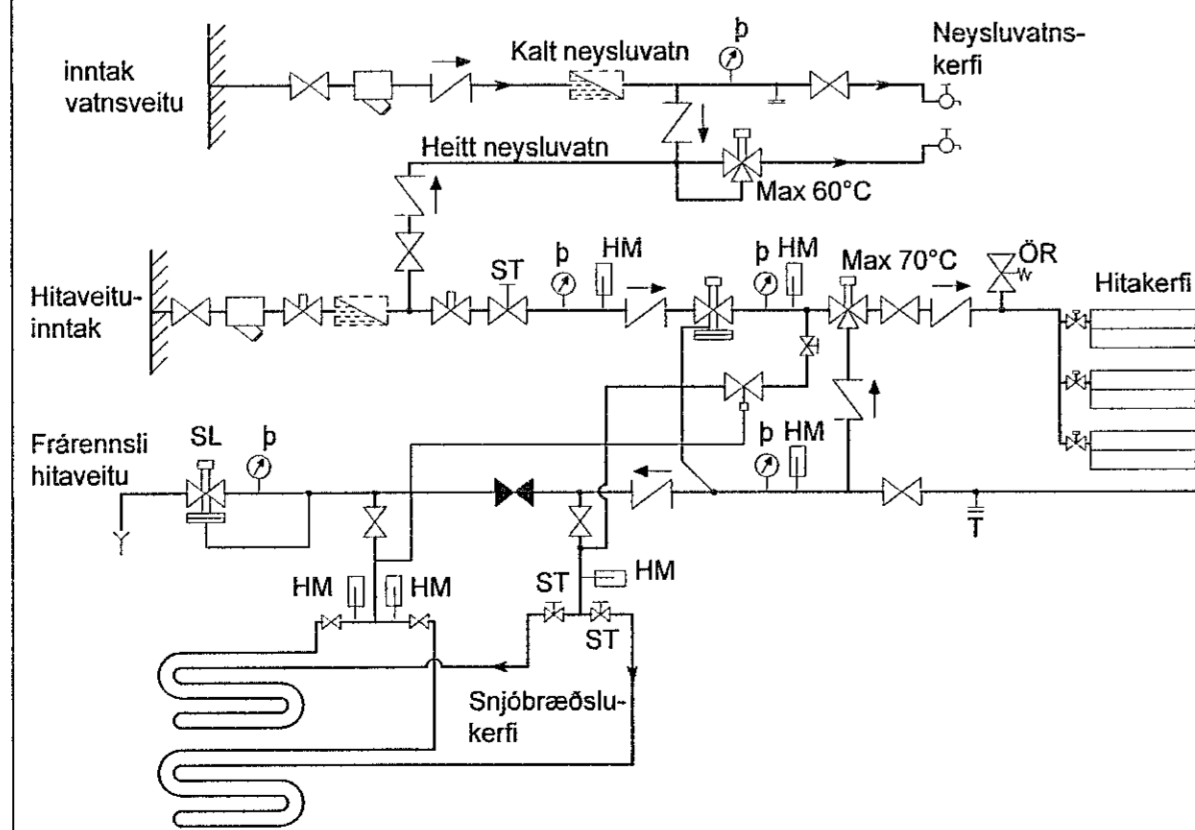 Kalt neysluvatn
þ
Neysluvatns-
kerfi
inntak
vatnsveitu
Heitt neysluvatn
Max 60°C
þ
HM
þ
HM
Max 70°C
ÖR
ST
Hitaveitu-
inntak
Hitakerfi
Frárennsli
hitaveitu
SL
þ
þ
HM
HM
HM
ST
HM
ST
Snjóbræðslu-
kerfi